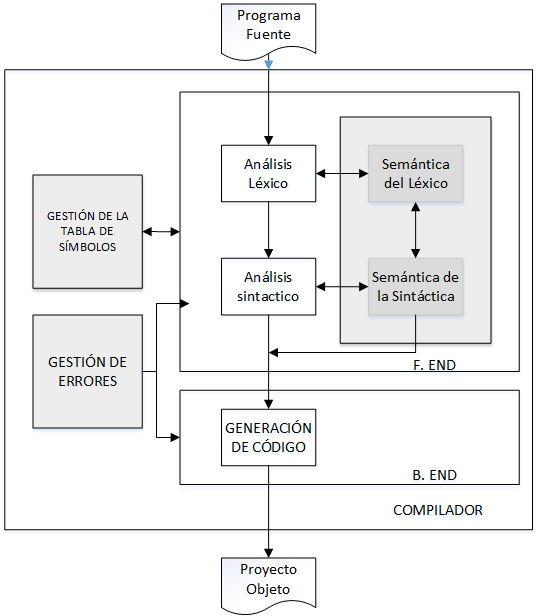 Programa
Fuente
Análisis
Léxico
Semántica
del Léxico
GESTIÓN DE LA
TABLA DE
SÍMBOLOS
Análisis
sintactico
Semántica de
la Sintáctica
GESTIÓN DE
ERRORES
F. END
GENERACIÓN
DE CÓDIGO
B. END
COMPILADOR
Proyecto
Objeto